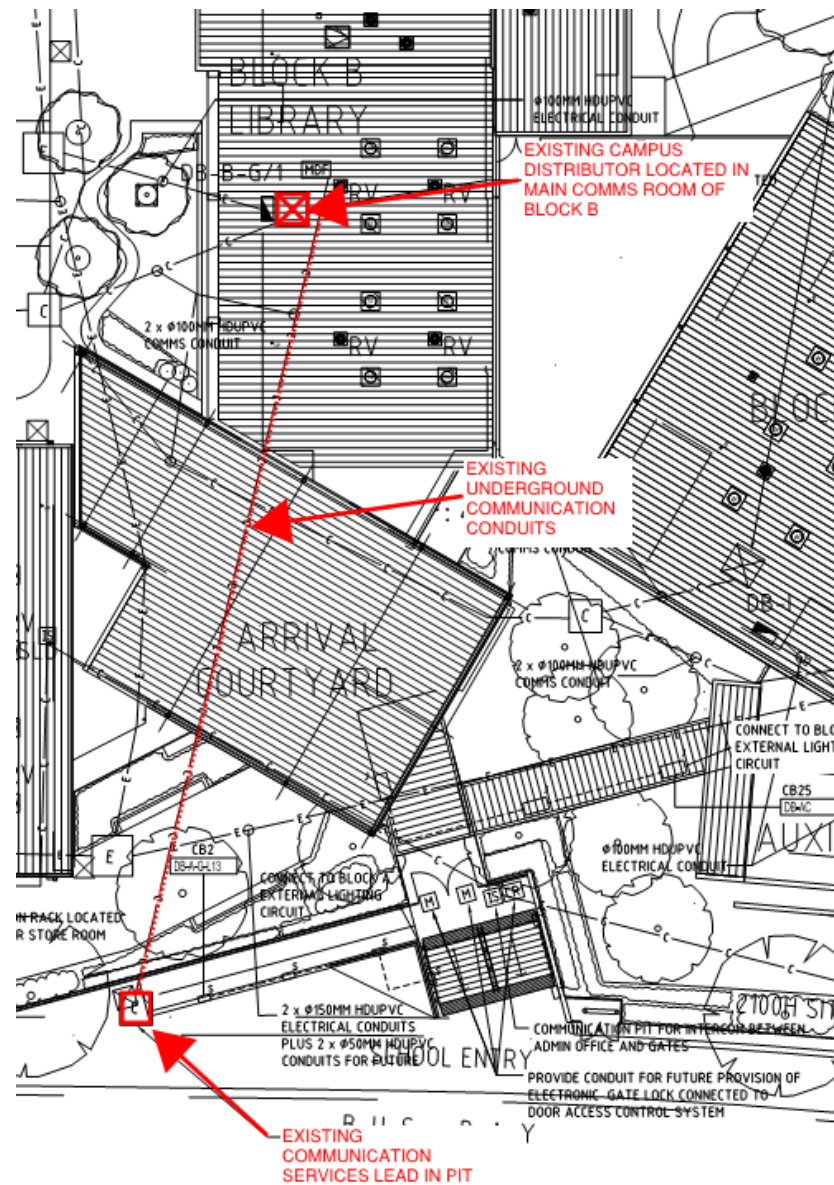 BLOCK B
LIBRARY
Ø100MM HDUPVC
ELECTRICAL CONDUIT
EXISTING CAMPUS
DISTRIBUTOR LOCATED IN
MAIN COMMS ROOM OF
BLOCK B
DB-B-G/1
MDF
RV
RV
E
C
2 x Ø100MM HDUPVC
COMMS CONDUIT
RV
RV
EXISTING
UNDERGROUND
COMMUNICATION
CONDUITS
COMMS CONDUIT
BLOC
DB-1
C
ARRIVAL
COURTYARD
2 x Ø100MM HDUPVC
COMMS CONDUIT
CONNECT TO BLO
EXTERNAL LIGHT
CIRCUIT
CB25
DB-AC
AUXI
E
CB2
DB-A-G-L13
Ø100MM HDUPVC
ELECTRICAL CONDUIT
CONNECT TO BLOCK A
EXTERNAL LIGHTING
CIRCUIT
M
M
TS
N RACK LOCATED
R STORE ROOM
C
2 x Ø150MM HDUPVC
ELECTRICAL CONDUITS
PLUS 2 x Ø50MM HDUPVC
CONDUITS FOR FUTURE
SCHOOL ENTRY
COMMUNICATION PIT FOR INTERCOM BETWEEN
ADMIN OFFICE AND GATES
PROVIDE CONDUIT FOR FUTURE PROVISION OF
ELECTRONIC GATE LOCK CONNECTED TO
DOOR ACCESS CONTROL SYSTEM
EXISTING
COMMUNICATION
SERVICES LEAD IN PIT